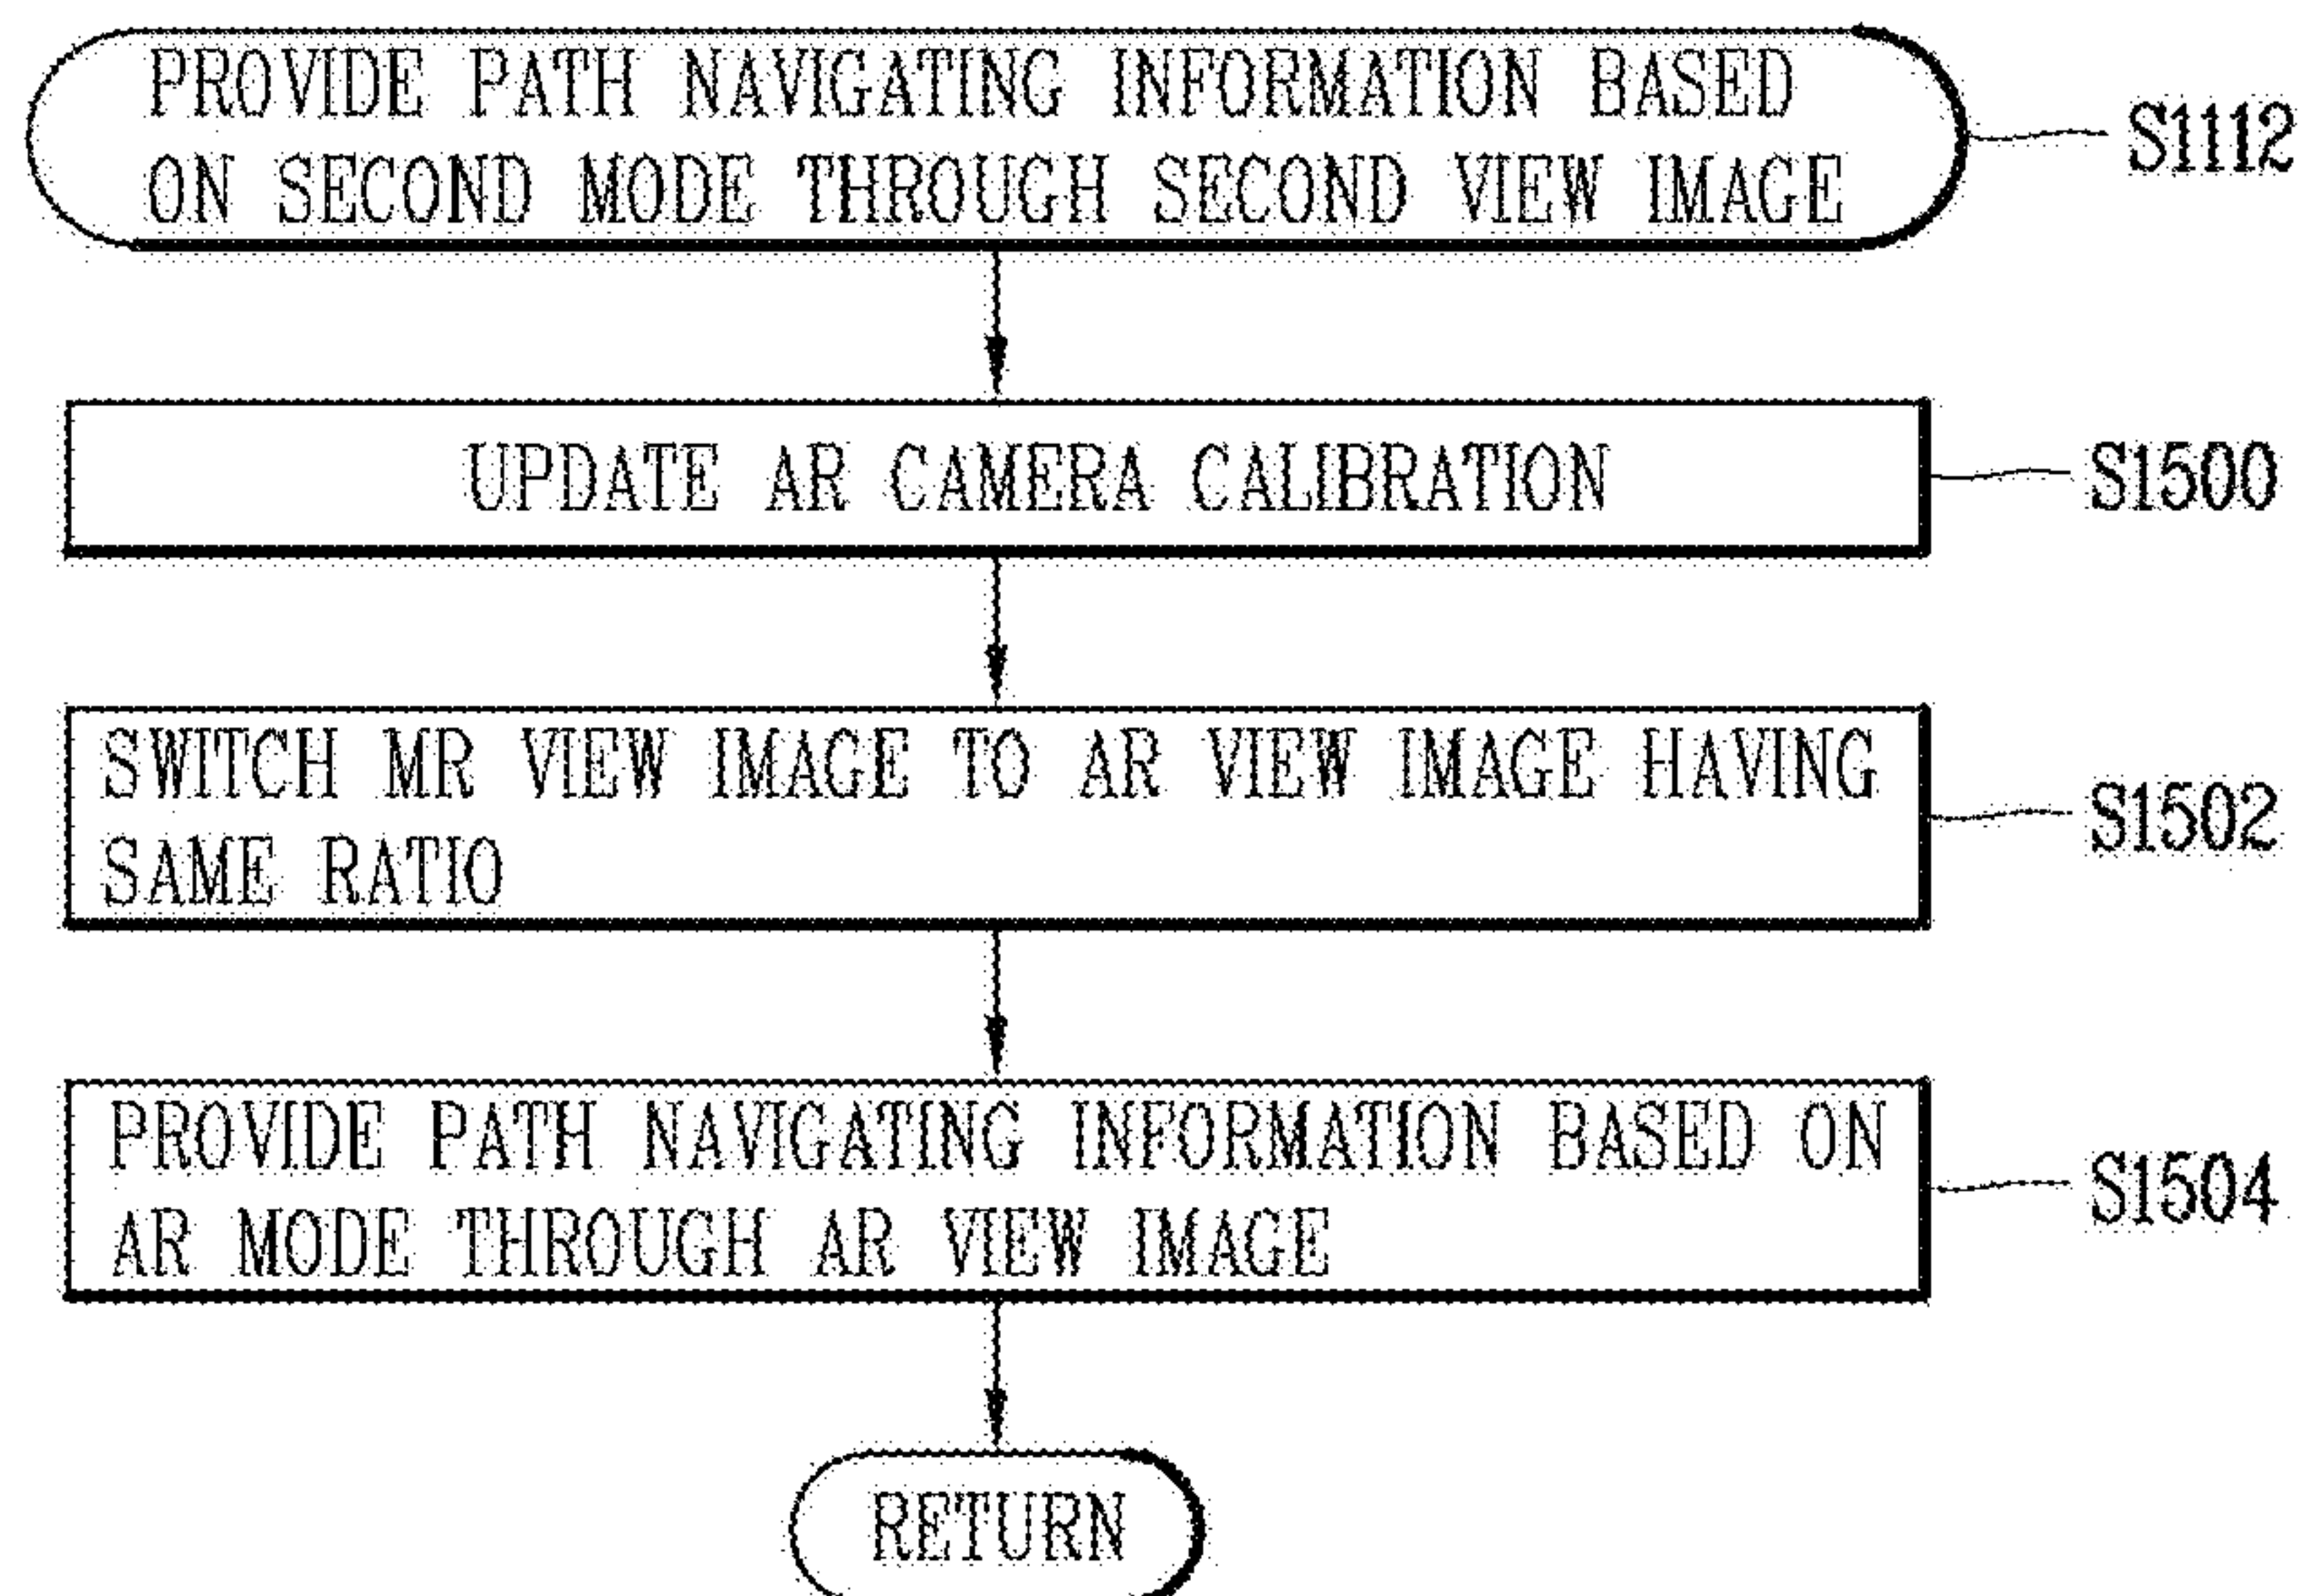 PROVIDE PATH NAVIGATING INFORMATION BASED
ON SECOND MODE THROUGH SECOND VIEW IMAGE
S1112
UPDATE AR CAMERA CALIBRATION
S1500
SWITCH MR VIEW IMAGE TO AR VIEW IMAGE HAVING
SAME RATIO
S1502
PROVIDE PATH NAVIGATING INFORMATION BASED ON
AR MODE THROUGH AR VIEW IMAGE
S1504
RETURN